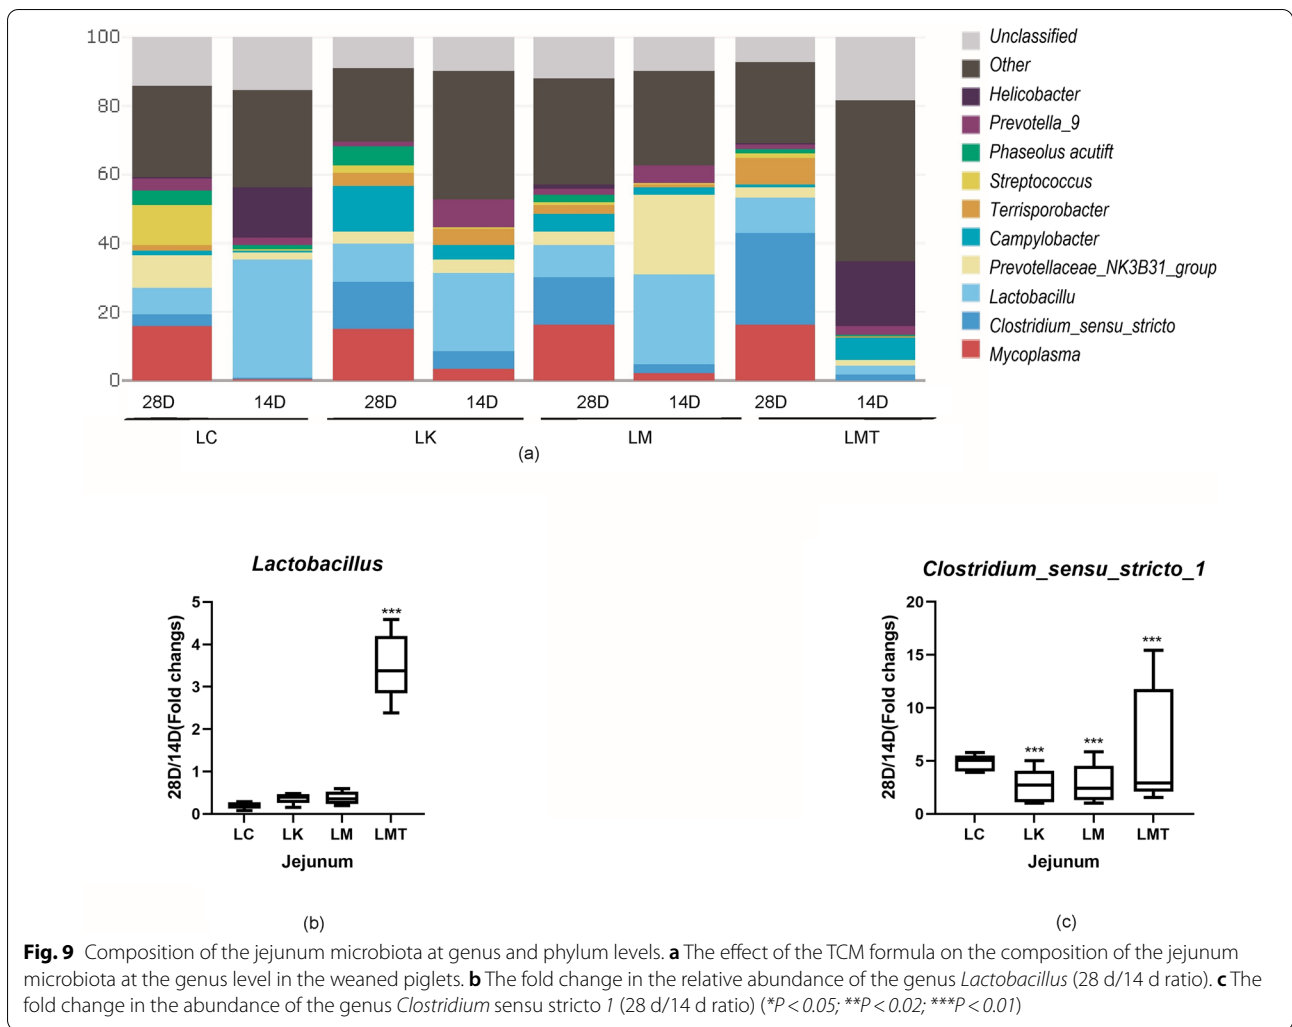 100
80
60
40
20
0
Unclassified
Other
Helicobacter
Prevotella_9
Phaseolus acutift
Streptococcus
Terrisporobacter
Campylobacter
Prevotellaceae_NK3B31_group
Lactobacillu
Clostridium_sensu_stricto
Mycoplasma
28D 14D 28D 14D 28D 14D 28D 14D
LC LK LM LMT
(a)
Lactobacillus
28D/14D(Fold changs)
5
4
3
2
1
0
***
LC LK LM LMT
Jejunum
(b)
Clostridium_sensu_stricto_1
28D/14D(Fold changs)
20
15
10
5
0
*** *** ***
LC LK LM LMT
Jejunum
(c)
Fig. 9 Composition of the jejunum microbiota at genus and phylum levels. a The effect of the TCM formula on the composition of the jejunum
microbiota at the genus level in the weaned piglets. b The fold change in the relative abundance of the genus Lactobacillus (28 d/14 d ratio). c The
fold change in the abundance of the genus Clostridium sensu stricto 1 (28 d/14 d ratio) (*P < 0.05; **P < 0.02; ***P < 0.01)